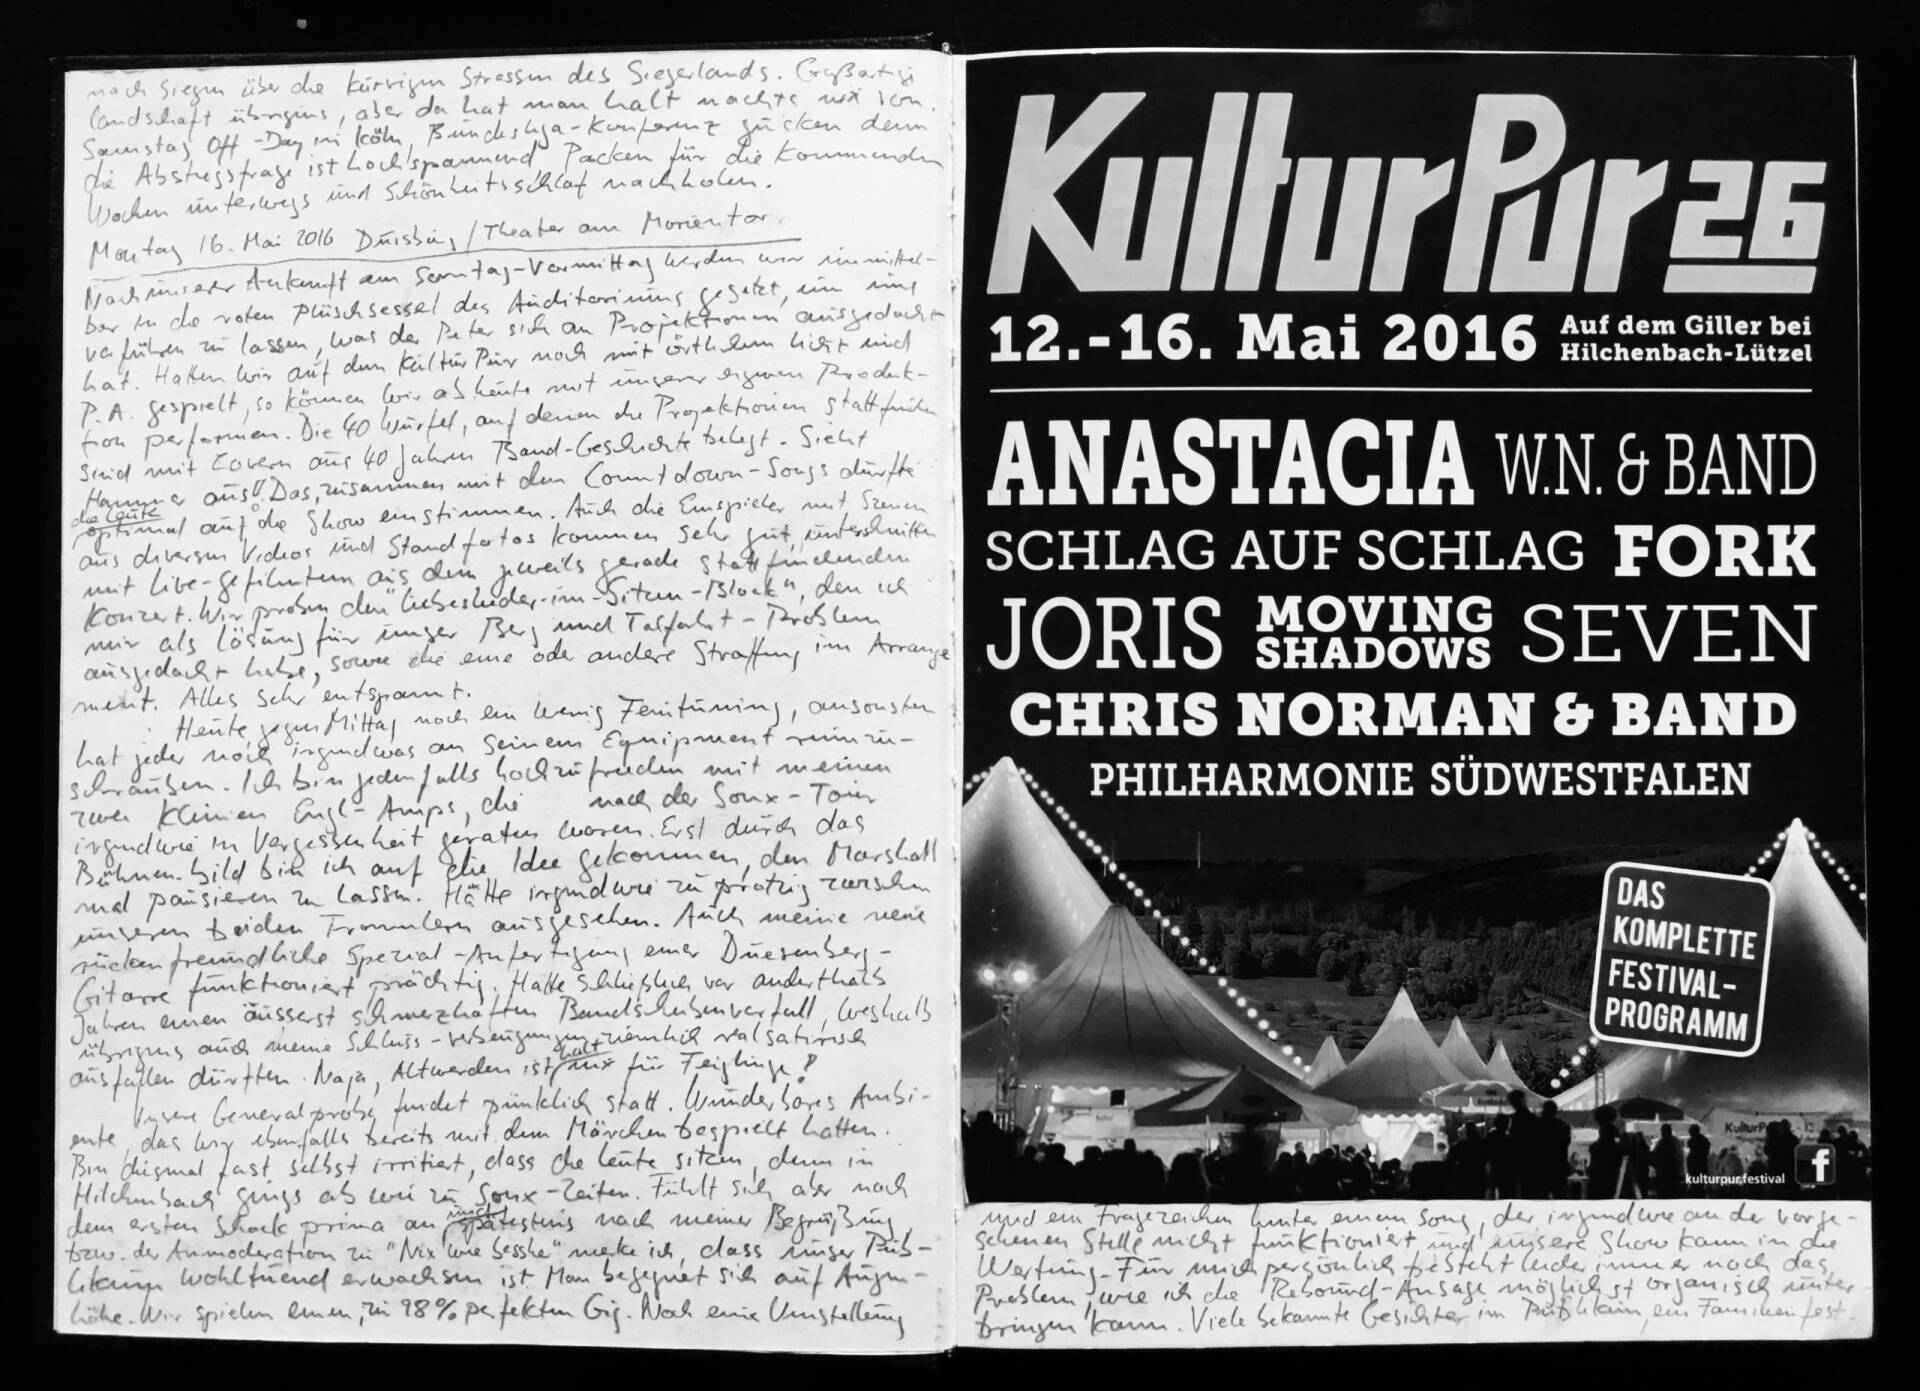 nach Siegen über die kurvigen Strassen des Siegerlands. Großartige
Landschaft übrigens, aber da hat man halt nachts nix von.
Samstag Off-Day in Köln, Bundesliga-Konferenz gucken denn
die Abstiegsfrage ist hochspannend Packen für die kommenden
Wochen unterwegs und Schönheitsschlaf nachholen.
Montag 16. Mai 2016 Duisburg / Theater am Marientor
Nach unserer Ankunft am Sonntag-Vormittag werden wir unmittel-
bar in die roten Plüschsessel des Auditoriums gesetzt, um uns
vorführen zu lassen, was der Peter sich an Projektionen ausgedacht
hat. Hatten wir auf dem KulturPur noch mit örtlichem Licht und
P.A. gespielt, so können wir ab heute mit unserer eigenen Produk-
tion performen. Die 40 Würfel, auf denen die Projektionen stattfinden
sind mit Covern aus 40 Jahren Band-Geschichte belegt. Sieht
Hammer aus!! Das, zusammen mit den Countdown-Songs dürfte
die Leute
optimal auf die Show einstimmen. Auch die Einspieler mit Szenen
aus diversen Videos und Standfotos kommen sehr gut, unterschnitten
mit live-gefilmtem aus dem jeweils gerade stattfindenden
Konzert. Wir proben den "Liebeslieder-im-Sitzen-Block", den ich
mir als Lösung für unser Berg und Talfahrt-Problem
ausgedacht habe, sowie die eine oder andere Straffung im Arrange
ment. Alles sehr entspannt.
Heute gegen Mittag noch ein wenig Feintuning, ansonsten
hat jeder noch irgendwas an seinem Equipment rumzu-
schrauben. Ich bin jedenfalls hochzufrieden mit meinen
zwei kleinen Engl-Amps, die nach der Sonx-Tour
irgendwie in Vergessenheit geraten waren. Erst durch das
Bühnenbild bin ich auf die Idee gekommen, den Marshall
mal pausieren zu lassen. Hätte irgendwie zu protzig zwischen
unseren beiden Trommlern ausgesehen. Auch meine neue
rückenfreundliche Spezial-Anfertigung einer Duesenberg-
Gitarre funktioniert prächtig. Hatte schließlich vor anderthalb
Jahren einen äusserst schmerzhaften Bandscheibenvorfall, weshalb
übrigens auch meine Schluss-verbeugungen ziemlich realsatirisch
ausfallen dürften. Naja, Altwerden ist halt nix für Feiglinge!
Unsere Generalprobe findet pünktlich statt. Wunderbares Ambi-
ente, das wir ebenfalls bereits mit dem Märchen bespielt hatten.
Bin diesmal fast selbst irritiert, dass die Leute sitzen, denn in
Hilchenbach gings ab wie zu Sonx-Zeiten. Fühlt sich aber nach
dem ersten Shock prima an und spätestens nach meiner Begrüßung
bzw. der Anmoderation zu "Nix wie bessher" merke ich, dass unser Pub-
likum wohltuend erwachsen ist. Man begegnet sich auf Augen-
höhe. Wir spielen einen, zu 98% perfekten Gig. Noch eine Umstellung
KulturPur26
12.-16. Mai 2016 Auf dem Giller bei
Hilchenbach-Lützel
ANASTACIA W.N. & BAND
SCHLAG AUF SCHLAG FORK
JORIS MOVING SHADOWS SEVEN
CHRIS NORMAN & BAND
PHILHARMONIE SÜDWESTFALEN
DAS
KOMPLETTE
FESTIVAL-
PROGRAMM
KulturPur
kulturpur.festival
f
und ein Fragezeichen hinter einem Song, der irgendwie an der vorge-
sehenen Stelle nicht funktioniert und unsere Show kann in die
Wertung. Für mich persönlich besteht leider immer noch das
Problem, wie ich die Rebound-Ansage möglichst organisch unter-
bringen kann. Viele bekannte Gesichter im Publikum, ein Familienfest.